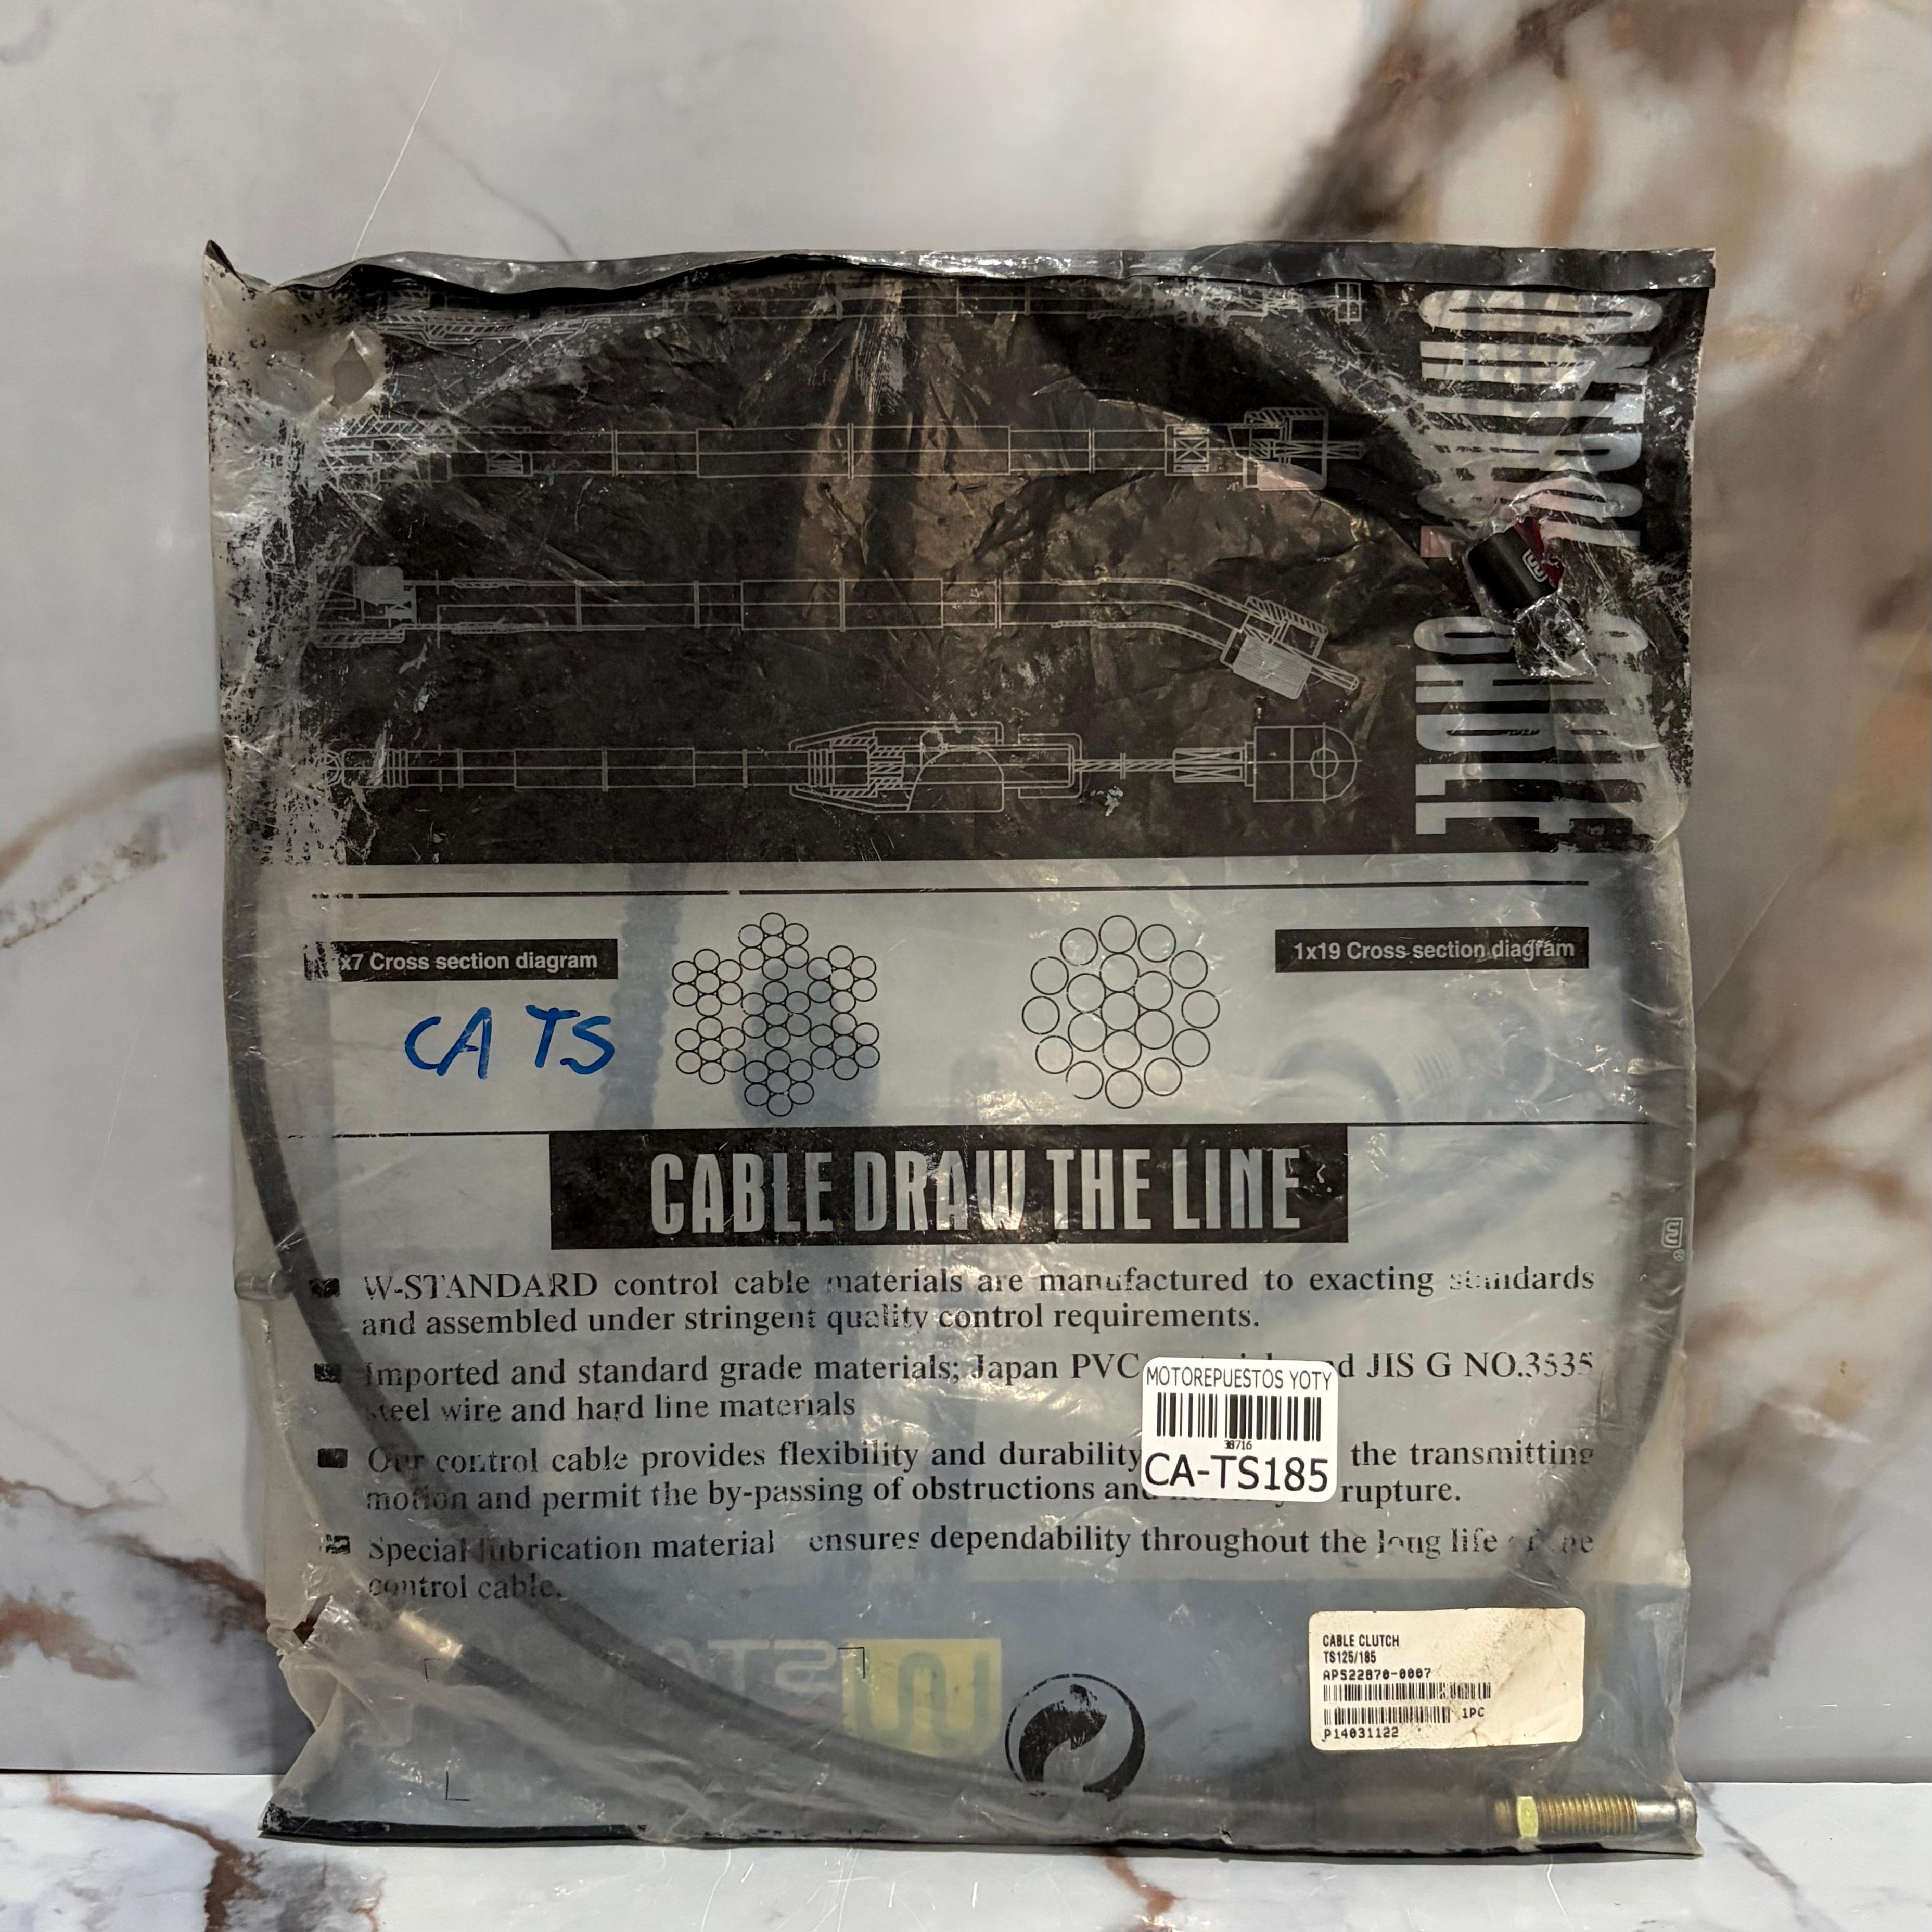 x7 Cross section diagram
1x19 Cross section diagram
CA TS
CABLE DRAW THE LINE
W-STANDARD control cable materials are manufactured to exacting standards
and assembled under stringent quality control requirements.
Imported and standard grade materials; Japan PVC JIS G NO.3535
steel wire and hard line materials
Our control cable provides flexibility and durability the transmitting
motion and permit the by-passing of obstructions and rupture.
Special lubrication material ensures dependability throughout the long life
control cable.
MOTOREPUESTOS YOTY
38716
CA-TS185
CABLE CLUTCH
TS125/185
APS22870-0007
1PC
P14031122